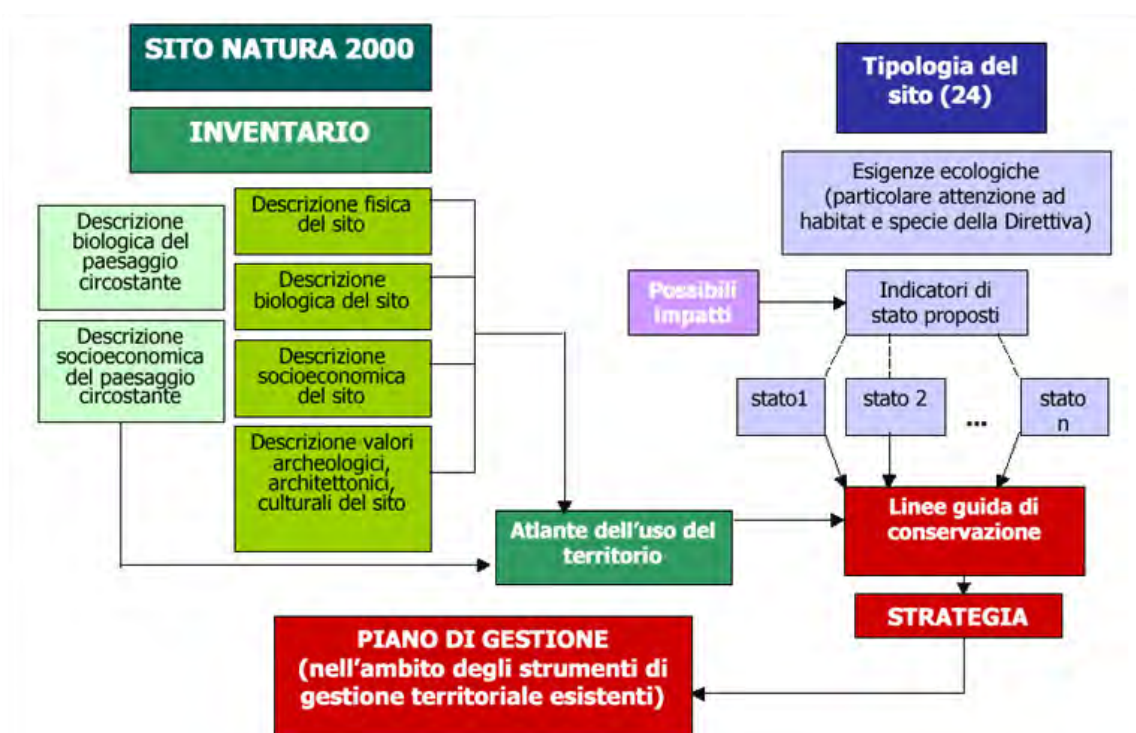 SITO NATURA 2000
INVENTARIO
Descrizione
biologica del
paesaggio
circostante
Descrizione
socioeconomica
del paesaggio
circostante
Descrizione fisica
del sito
Descrizione
biologica del sito
Descrizione
socioeconomica
del sito
Descrizione valori
archeologici,
architettonici,
culturali del sito
Tipologia del
sito (24)
Esigenze ecologiche
(particolare attenzione ad
habitat e specie della Direttiva)
Possibili
impatti
Indicatori di
stato proposti
stato1
stato 2
...
stato
n
Atlante dell'uso del
territorio
Linee guida di
conservazione
STRATEGIA
PIANO DI GESTIONE
(nell'ambito degli strumenti di
gestione territoriale esistenti)